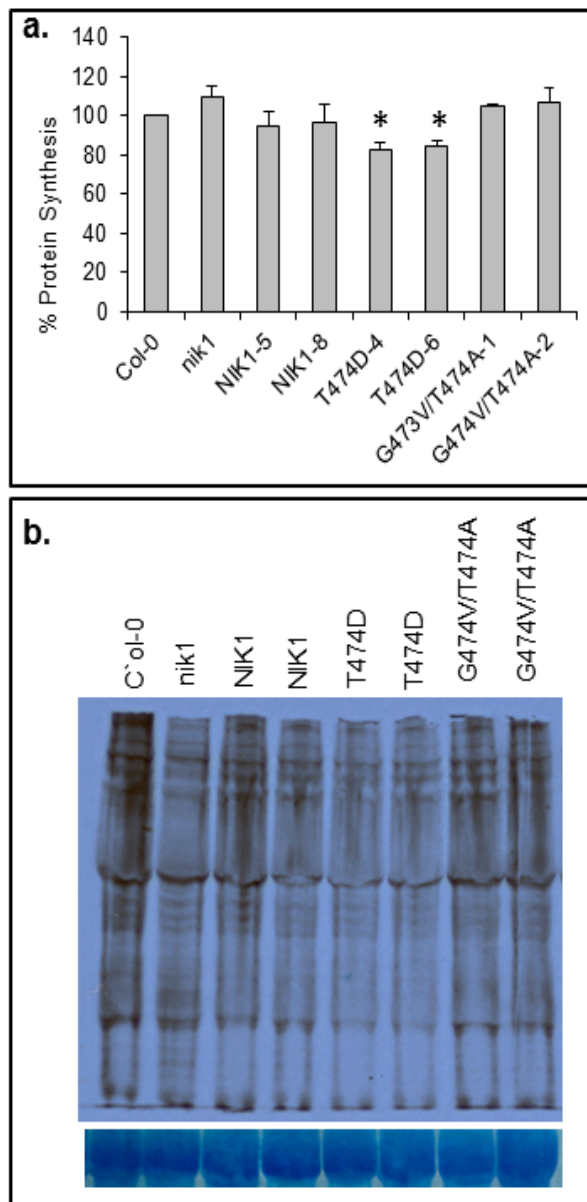 a.
140
120
100
80
60
40
20
0
% Protein Synthesis
* *
Col-0
nik1
NIK1-5
NIK1-8
T474D-4
T474D-6
G473V/T474A-1
G474V/T474A-2
b.
C`ol-0
nik1
NIK1
NIK1
T474D
T474D
G474V/T474A
G474V/T474A